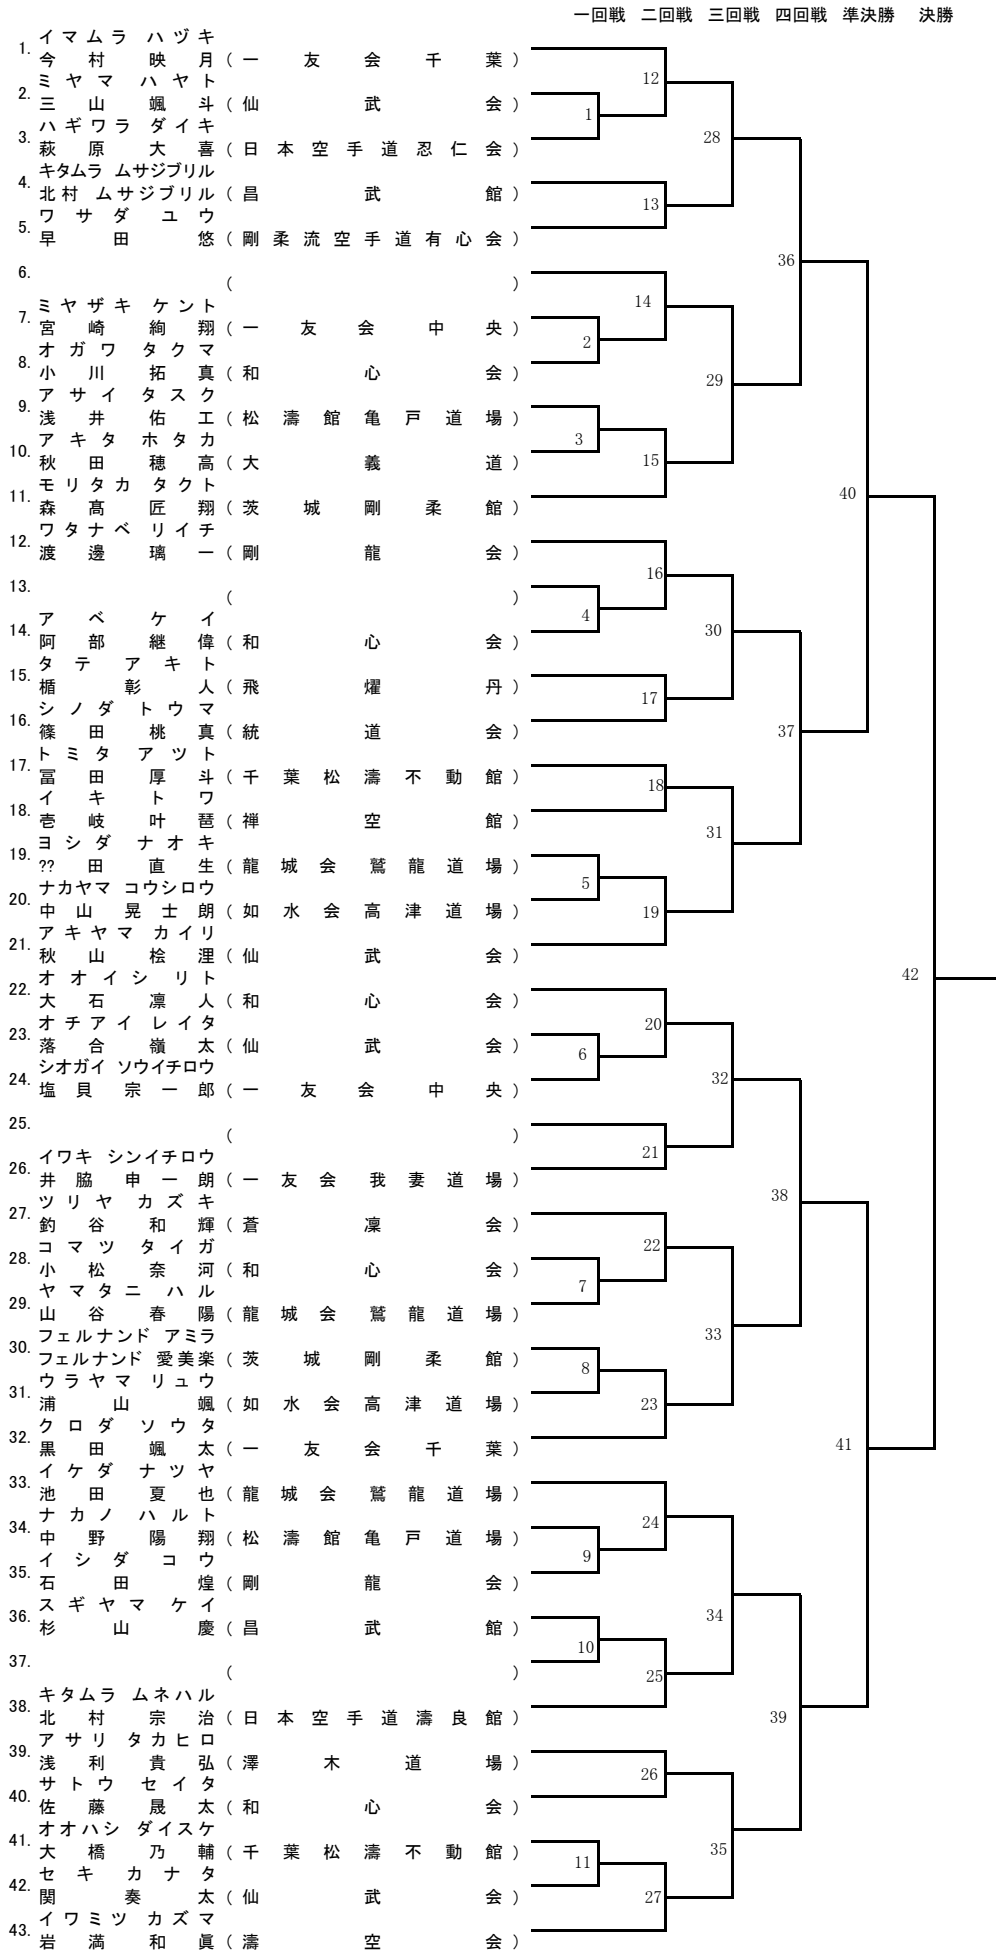 一回戦 二回戦 三回戦 四回戦 準決勝 決勝
イマムラ ハヅキ
1. 今村映月 (一友会千葉)
ミヤマ ハヤト
2. 三山颯斗 (仙武会)
ハギワラ ダイキ
3. 萩原大喜 (日本空手道忍仁会)
キタムラ ムサジブリル
4. 北村 ムサジブリル (昌武館)
ワサダ ユウ
5. 早田悠 (剛柔流空手道有心会)
6. ( )
ミヤザキ ケント
7. 宮崎絢翔 (一友会中央)
オガワ タクマ
8. 小川拓真 (和心会)
アサイ タスク
9. 浅井佑工 (松濤館亀戸道場)
アキタ ホタカ
10. 秋田穂高 (大義道)
モリタカ タクト
11. 森髙匠翔 (茨城剛柔館)
ワタナベ リイチ
12. 渡邊璃一 (剛龍会)
13. ( )
アベ ケイ
14. 阿部継偉 (和心会)
タテ アキト
15. 楯彰人 (飛燿丹)
シノダ トウマ
16. 篠田桃真 (統道会)
トミタ アツト
17. 冨田厚斗 (千葉松濤不動館)
イキ トワ
18. 壱岐叶琶 (禅空館)
ヨシダ ナオキ
19. ??田直生 (龍城会 鷲龍道場)
ナカヤマ コウシロウ
20. 中山晃士朗 (如水会高津道場)
アキヤマ カイリ
21. 秋山桧浬 (仙武会)
オオイシ リト
22. 大石凛人 (和心会)
オチアイ レイタ
23. 落合嶺太 (仙武会)
シオガイ ソウイチロウ
24. 塩貝宗一郎 (一友会中央)
25. ( )
イワキ シンイチロウ
26. 井脇申一朗 (一友会 我妻道場)
ツリヤ カズキ
27. 釣谷和輝 (蒼凜会)
コマツ タイガ
28. 小松奈河 (和心会)
ヤマタニ ハル
29. 山谷春陽 (龍城会 鷲龍道場)
フェルナンド アミラ
30. フェルナンド 愛美楽 (茨城剛柔館)
ウラヤマ リュウ
31. 浦山颯 (如水会高津道場)
クロダ ソウタ
32. 黒田颯太 (一友会千葉)
イケダ ナツヤ
33. 池田夏也 (龍城会 鷲龍道場)
ナカノ ハルト
34. 中野陽翔 (松濤館亀戸道場)
イシダ コウ
35. 石田煌 (剛龍会)
スギヤマ ケイ
36. 杉山慶 (昌武館)
37. ( )
キタムラ ムネハル
38. 北村宗治 (日本空手道濤良館)
アサリ タカヒロ
39. 浅利貴弘 (澤木道場)
サトウ セイタ
40. 佐藤晟太 (和心会)
オオハシ ダイスケ
41. 大橋乃輔 (千葉松濤不動館)
セキ カナタ
42. 関奏太 (仙武会)
イワミツ カズマ
43. 岩満和眞 (濤空会)
1
2
3
4
5
6
7
8
9
10
11
12
13
14
15
16
17
18
19
20
21
22
23
24
25
26
27
28
29
30
31
32
33
34
35
36
37
38
39
40
41
42